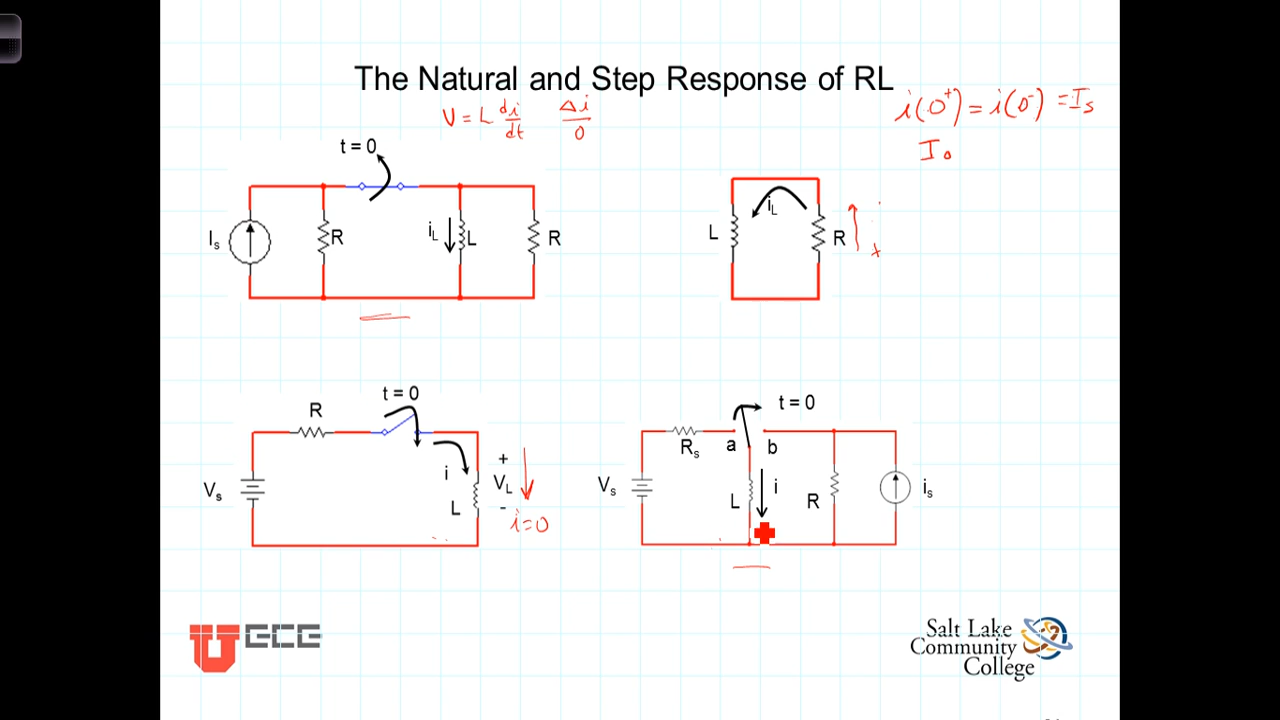 The Natural and Step Response of RL
V = L di/dt Δi/0
i(0⁺) = i(0⁻) = Is
I₀
t = 0
Is
R
iL
L
R
L
iL
R
+
t = 0
R
Vs
i
L
+
VL
-
i=0
t = 0
Rs
a
b
Vs
L
i
R
is
U ECE
Salt Lake
Community
College